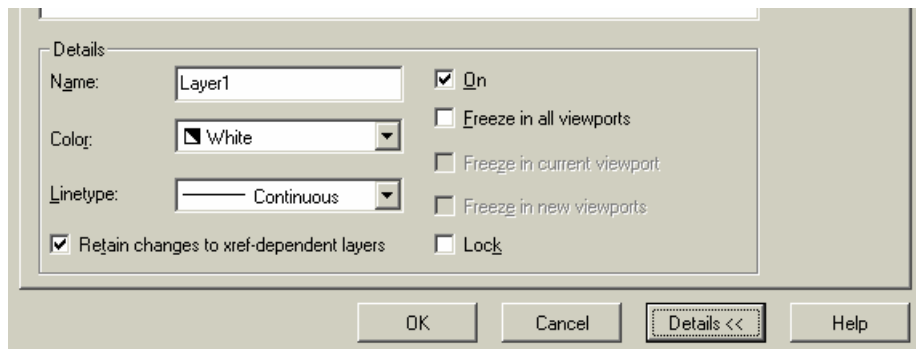 Details
Name:
Layer1
On
Freeze in all viewports
Color:
White
Freeze in current viewport
Linetype:
Continuous
Freeze in new viewports
Retain changes to xref-dependent layers
Lock
OK
Cancel
Details <<
Help